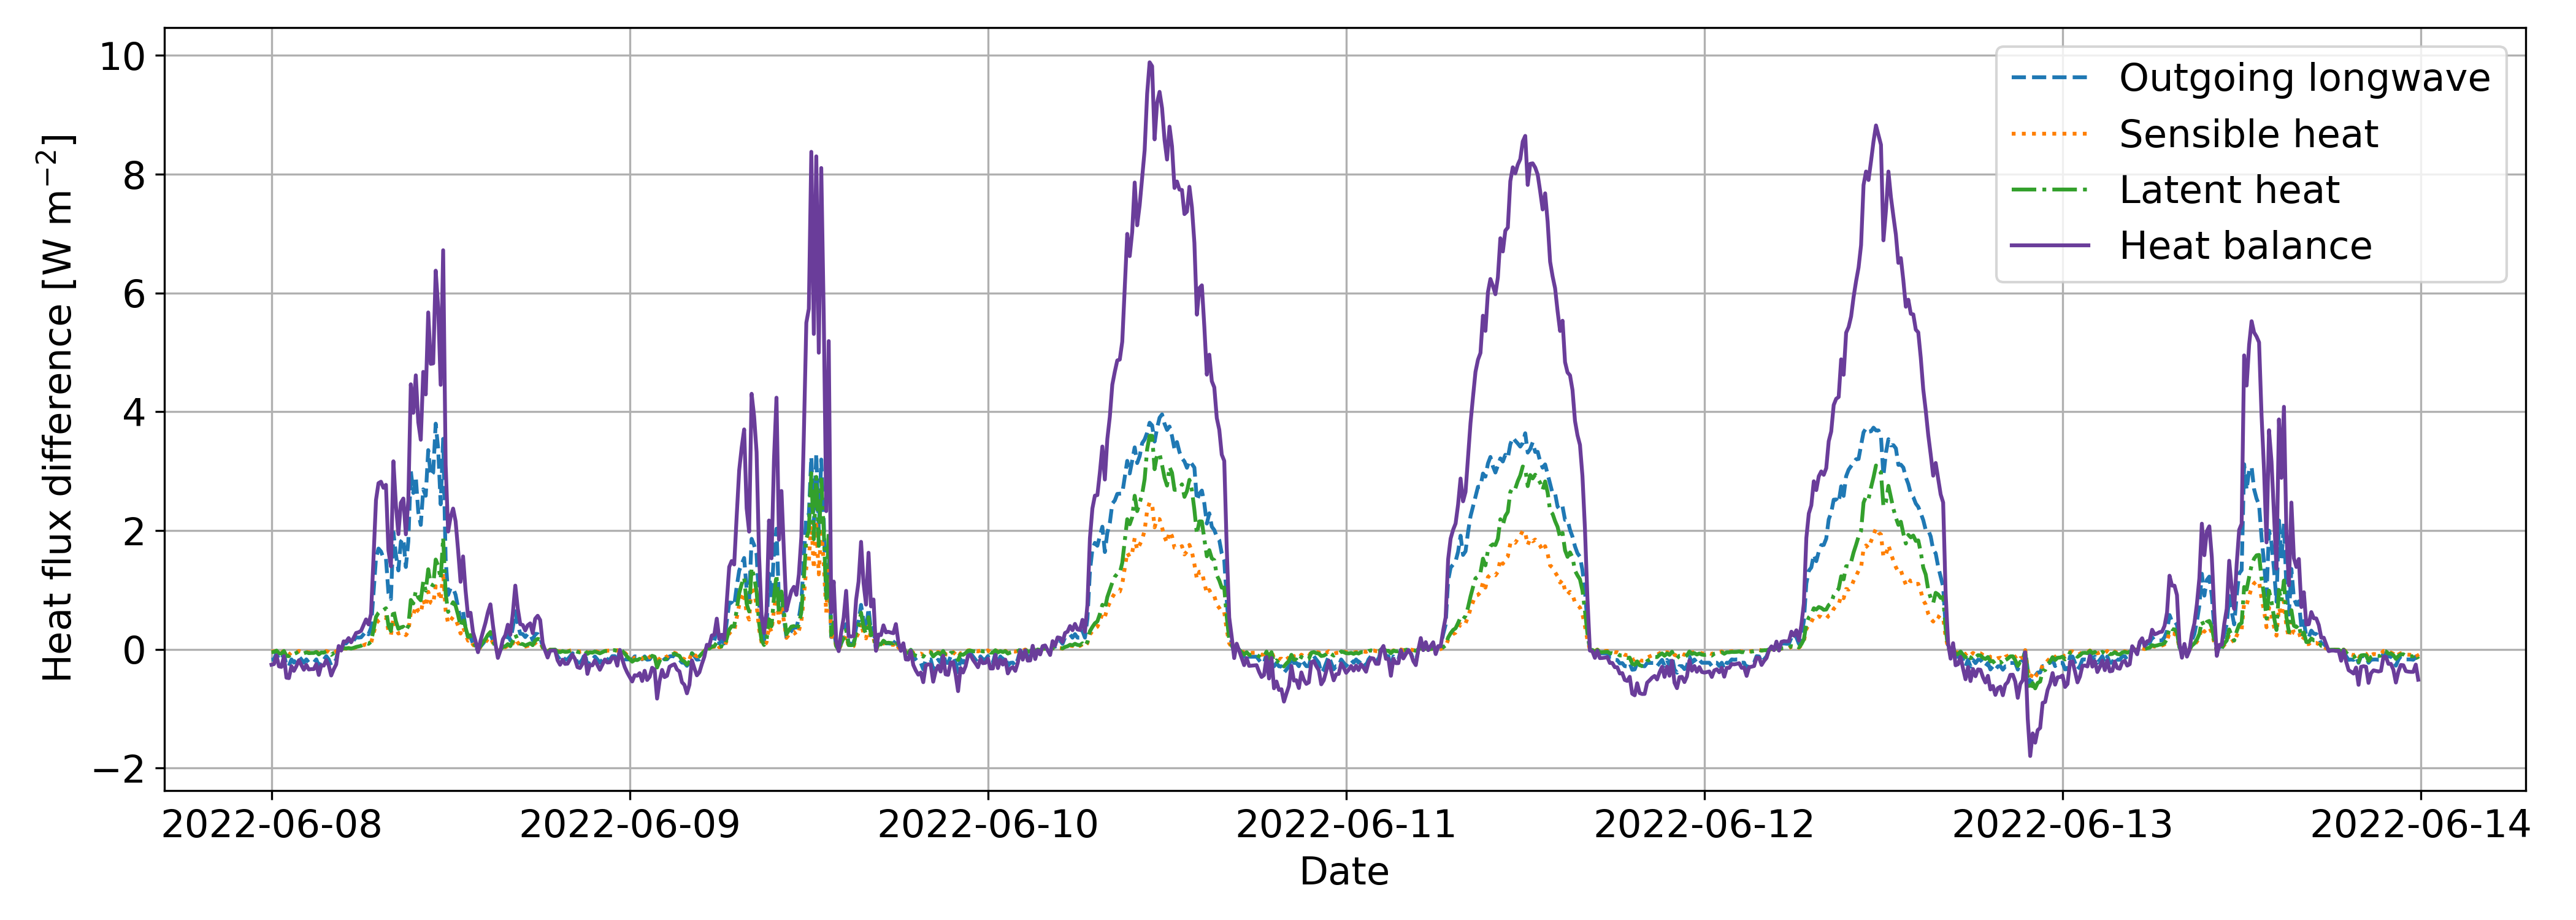 Heat flux difference [W m⁻²]
10
8
6
4
2
0
−2
Outgoing longwave
Sensible heat
Latent heat
Heat balance
2022-06-08 2022-06-09 2022-06-10 2022-06-11 2022-06-12 2022-06-13 2022-06-14
Date